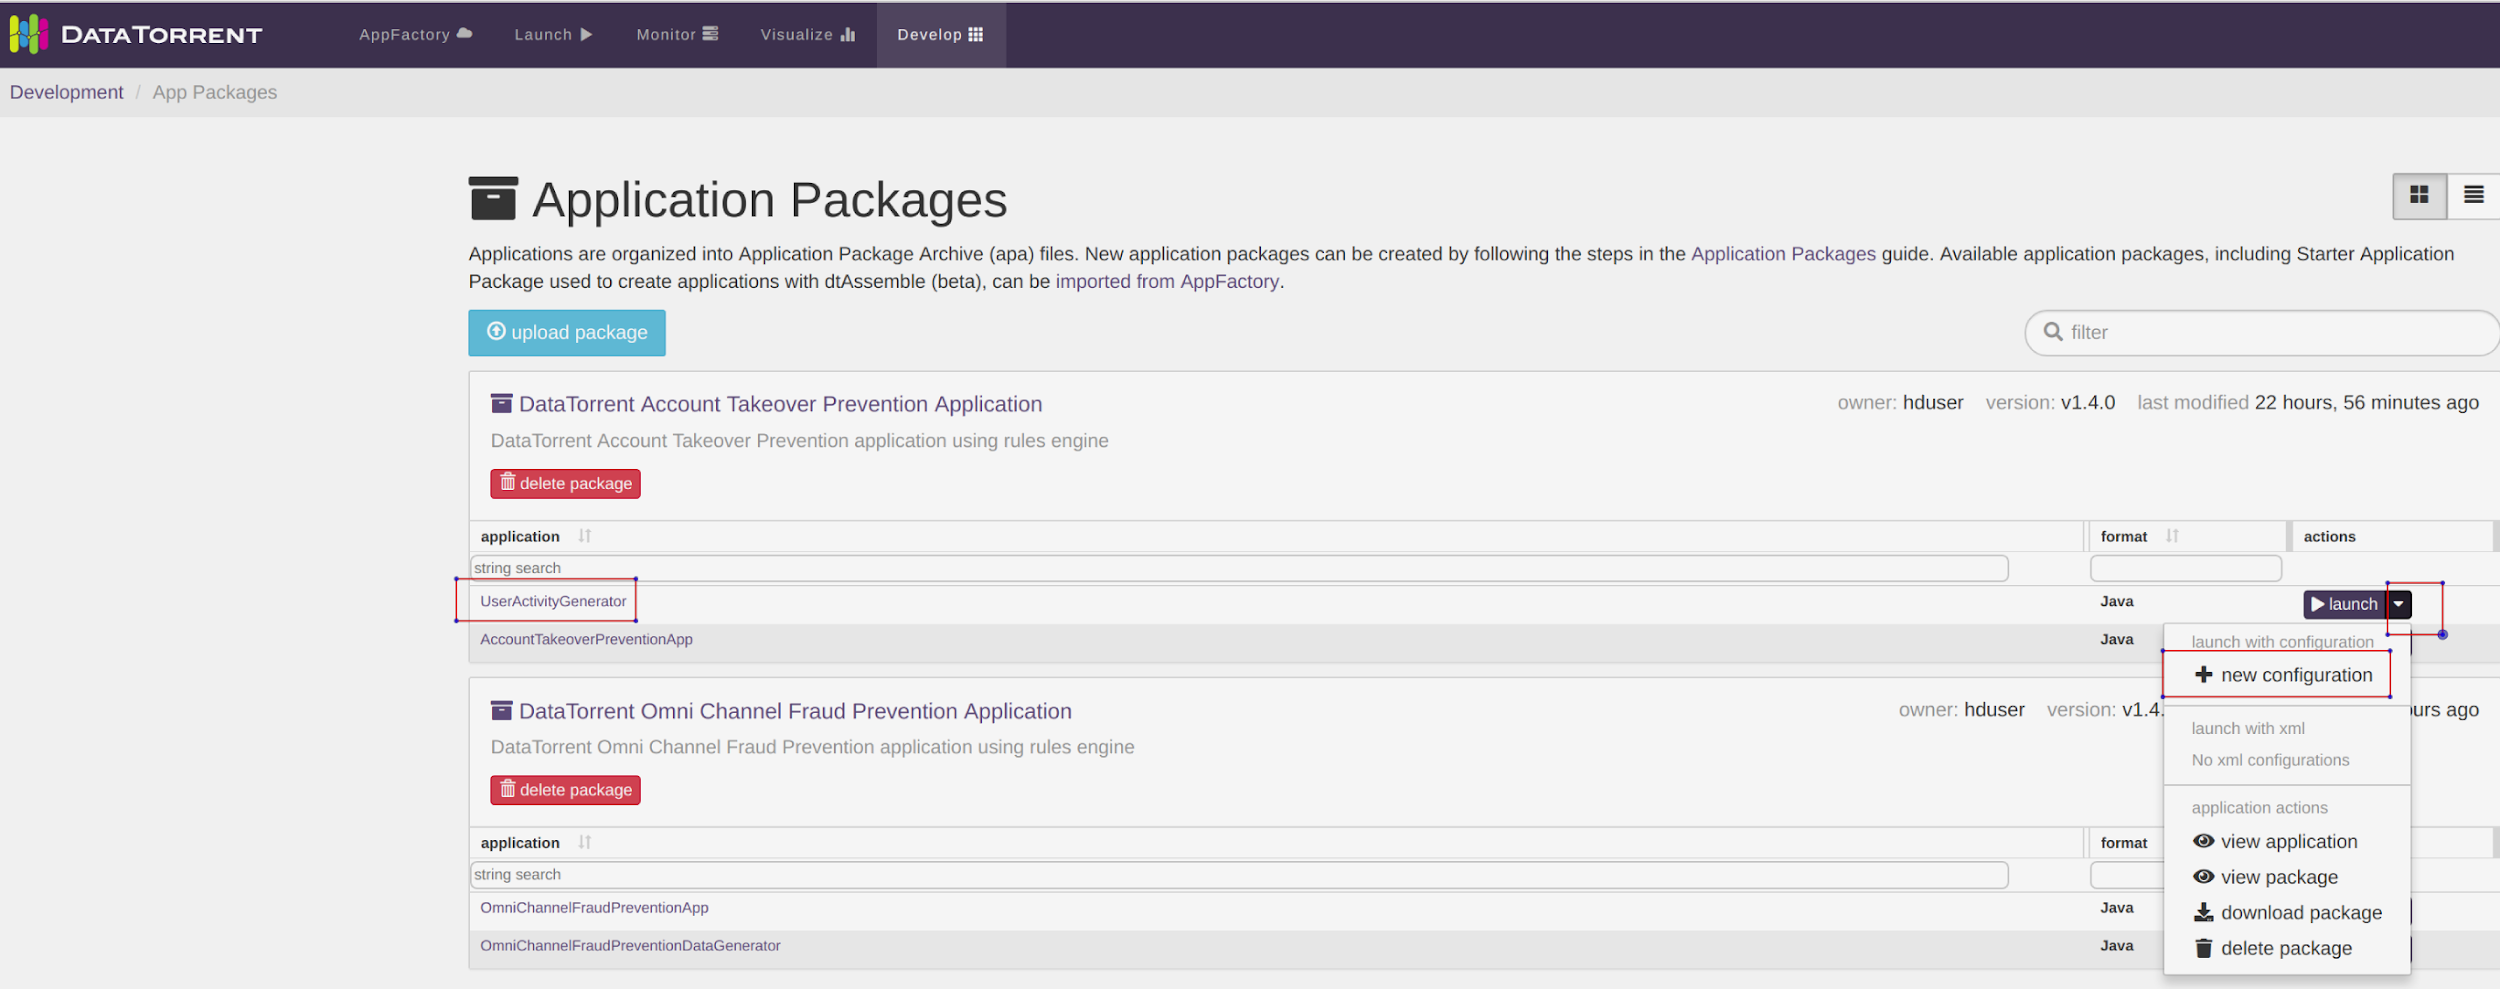 DATATORRENT AppFactory Launch Monitor Visualize Develop
Development / App Packages
Application Packages
Applications are organized into Application Package Archive (apa) files. New application packages can be created by following the steps in the Application Packages guide. Available application packages, including Starter Application
Package used to create applications with dtAssemble (beta), can be imported from AppFactory.
upload package filter
DataTorrent Account Takeover Prevention Application owner: hduser version: v1.4.0 last modified 22 hours, 56 minutes ago
DataTorrent Account Takeover Prevention application using rules engine
delete package
application format actions
string search
UserActivityGenerator Java launch
AccountTakeoverPreventionApp Java
launch with configuration
new configuration
DataTorrent Omni Channel Fraud Prevention Application owner: hduser version: v1.4. ago
launch with xml
DataTorrent Omni Channel Fraud Prevention application using rules engine
No xml configurations
delete package
application actions
application format
view application
string search
view package
OmniChannelFraudPreventionApp Java
download package
OmniChannelFraudPreventionDataGenerator Java
delete package